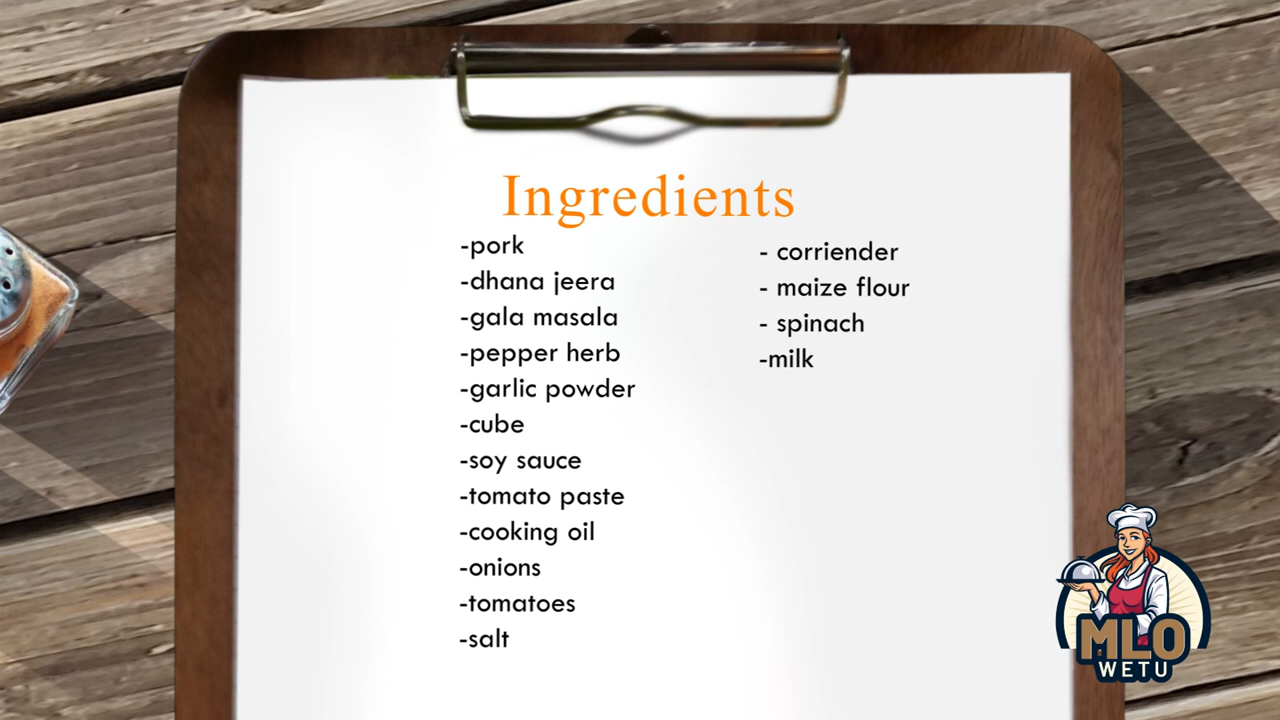 Ingredients
-pork
-dhana jeera
-gala masala
-pepper herb
-garlic powder
-cube
-soy sauce
-tomato paste
-cooking oil
-onions
-tomatoes
-salt
- corriender
- maize flour
- spinach
-milk
MLO
WETU